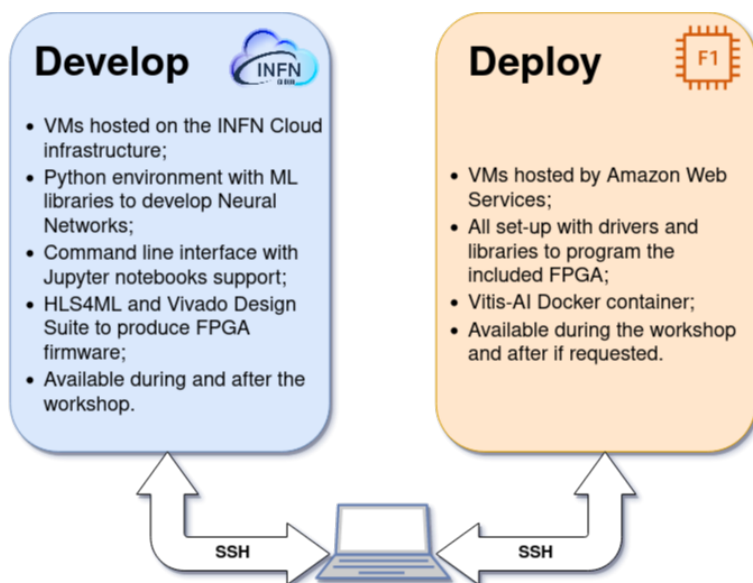 Develop
INFN
CLOUD
• VMs hosted on the INFN Cloud
infrastructure;
• Python environment with ML
libraries to develop Neural
Networks;
• Command line interface with
Jupyter notebooks support;
• HLS4ML and Vivado Design
Suite to produce FPGA
firmware;
• Available during and after the
workshop.
Deploy
F1
• VMs hosted by Amazon Web
Services;
• All set-up with drivers and
libraries to program the
included FPGA;
• Vitis-AI Docker container;
• Available during the workshop
and after if requested.
SSH
SSH